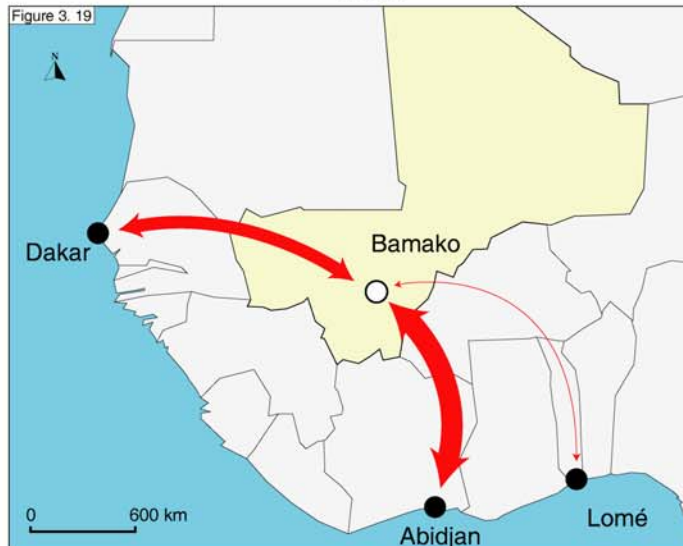 Figure 3. 19
N
Bamako
Dakar
0 600 km
Abidjan
Lomé